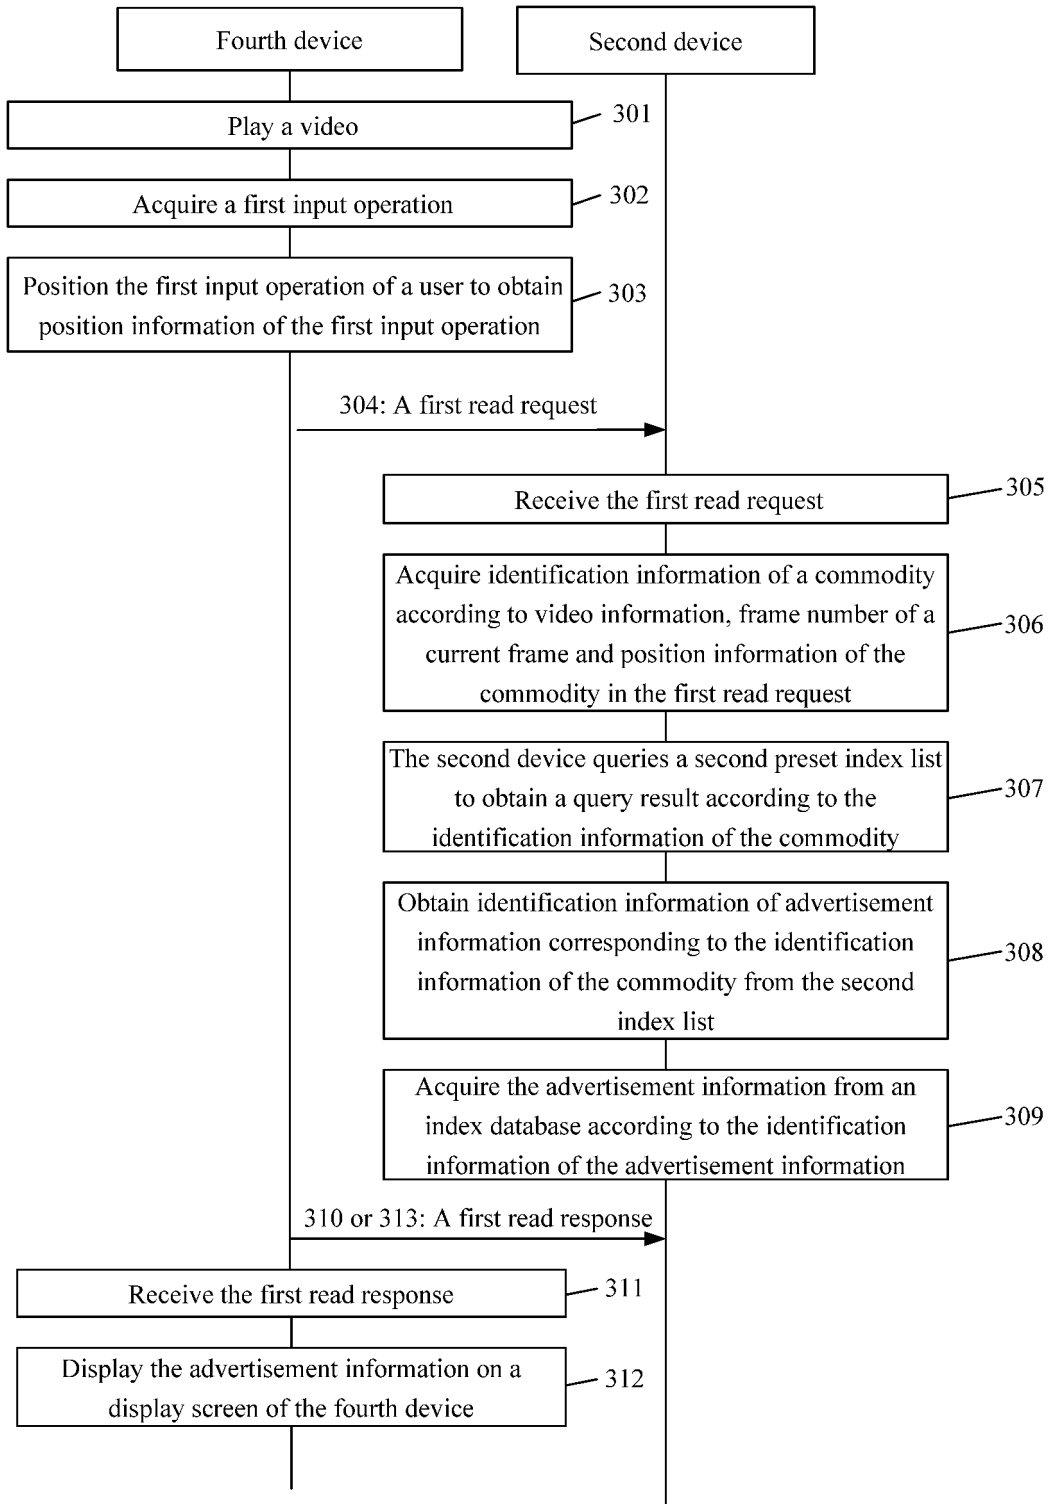 Fourth device
Second device
Play a video
301
Acquire a first input operation
302
Position the first input operation of a user to obtain
position information of the first input operation
303
304: A first read request
Receive the first read request
305
Acquire identification information of a commodity
according to video information, frame number of a
current frame and position information of the
commodity in the first read request
306
The second device queries a second preset index list
to obtain a query result according to the
identification information of the commodity
307
Obtain identification information of advertisement
information corresponding to the identification
information of the commodity from the second
index list
308
Acquire the advertisement information from an
index database according to the identification
information of the advertisement information
309
310 or 313: A first read response
Receive the first read response
311
Display the advertisement information on a
display screen of the fourth device
312